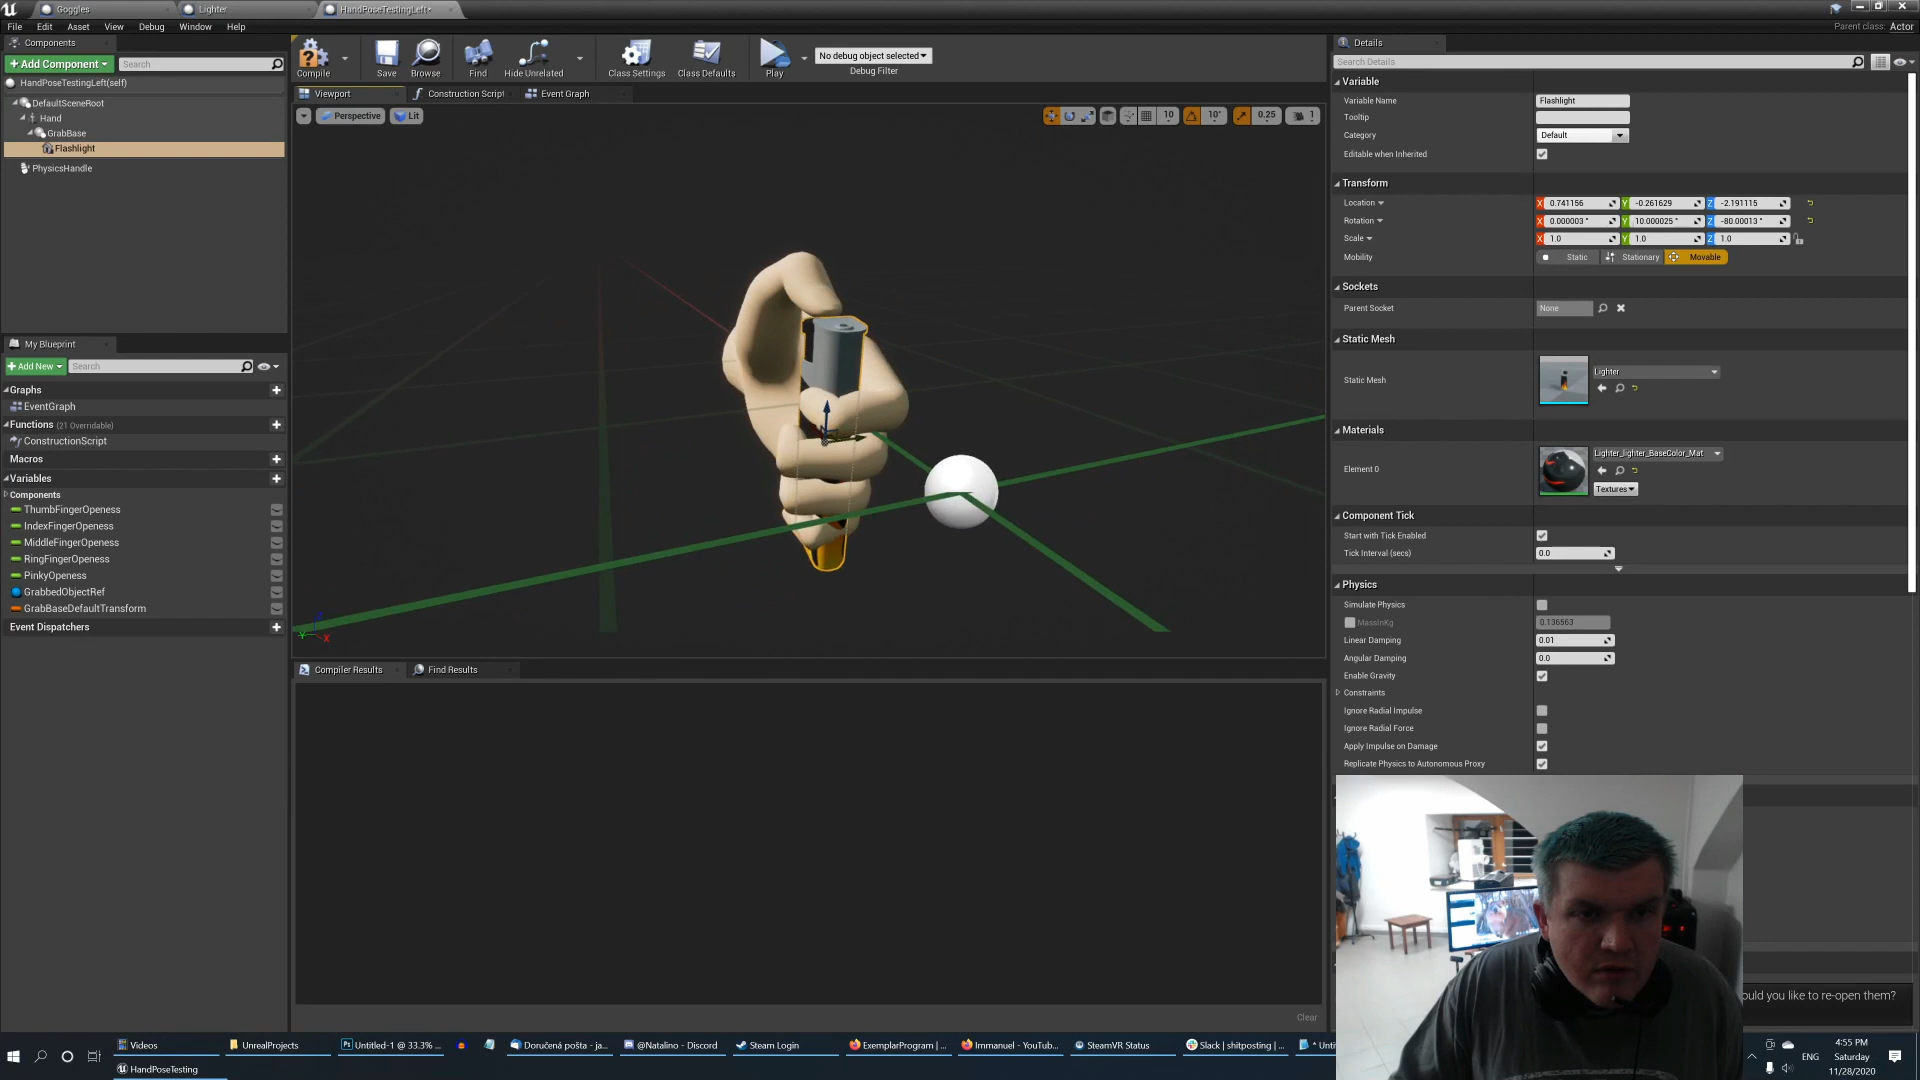 Goggles
Lighter
HandPoseTestingLeft*
File Edit Asset View Debug Window Help
Parent class: Actor
Components
+ Add Component
Search
HandPoseTestingLeft(self)
DefaultSceneRoot
Hand
GrabBase
Flashlight
PhysicsHandle
Compile
Save
Browse
Find
Hide Unrelated
Class Settings
Class Defaults
Play
No debug object selected
Debug Filter
Viewport
Construction Script
Event Graph
Perspective
Lit
10
10°
0.25
1
My Blueprint
+ Add New
Search
Graphs
EventGraph
Functions (21 Overridable)
ConstructionScript
Macros
Variables
Components
ThumbFingerOpeness
IndexFingerOpeness
MiddleFingerOpeness
RingFingerOpeness
PinkyOpeness
GrabbedObjectRef
GrabBaseDefaultTransform
Event Dispatchers
Compiler Results
Find Results
Clear
Details
Search Details
Variable
Variable Name Flashlight
Tooltip
Category Default
Editable when Inherited
Transform
Location X 0.741156 Y -0.261629 Z -2.191115
Rotation X 0.000003 ° Y 10.000025 ° Z -80.00013 °
Scale X 1.0 Y 1.0 Z 1.0
Mobility Static Stationary Movable
Sockets
Parent Socket None
Static Mesh
Static Mesh Lighter
Materials
Element 0 Lighter_lighter_BaseColor_Mat
Textures
Component Tick
Start with Tick Enabled
Tick Interval (secs) 0.0
Physics
Simulate Physics
MassInKg 0.136563
Linear Damping 0.01
Angular Damping 0.0
Enable Gravity
Constraints
Ignore Radial Impulse
Ignore Radial Force
Apply Impulse on Damage
Replicate Physics to Autonomous Proxy
ould you like to re-open them?
Videos
UnrealProjects
Untitled-1 @ 33.3% ...
Doručená pošta - ja...
@Natalino - Discord
Steam Login
ExemplarProgram | ...
Immanuel - YouTub...
SteamVR Status
Slack | shitposting | ...
* Unti
HandPoseTesting
ENG
4:55 PM
Saturday
11/28/2020